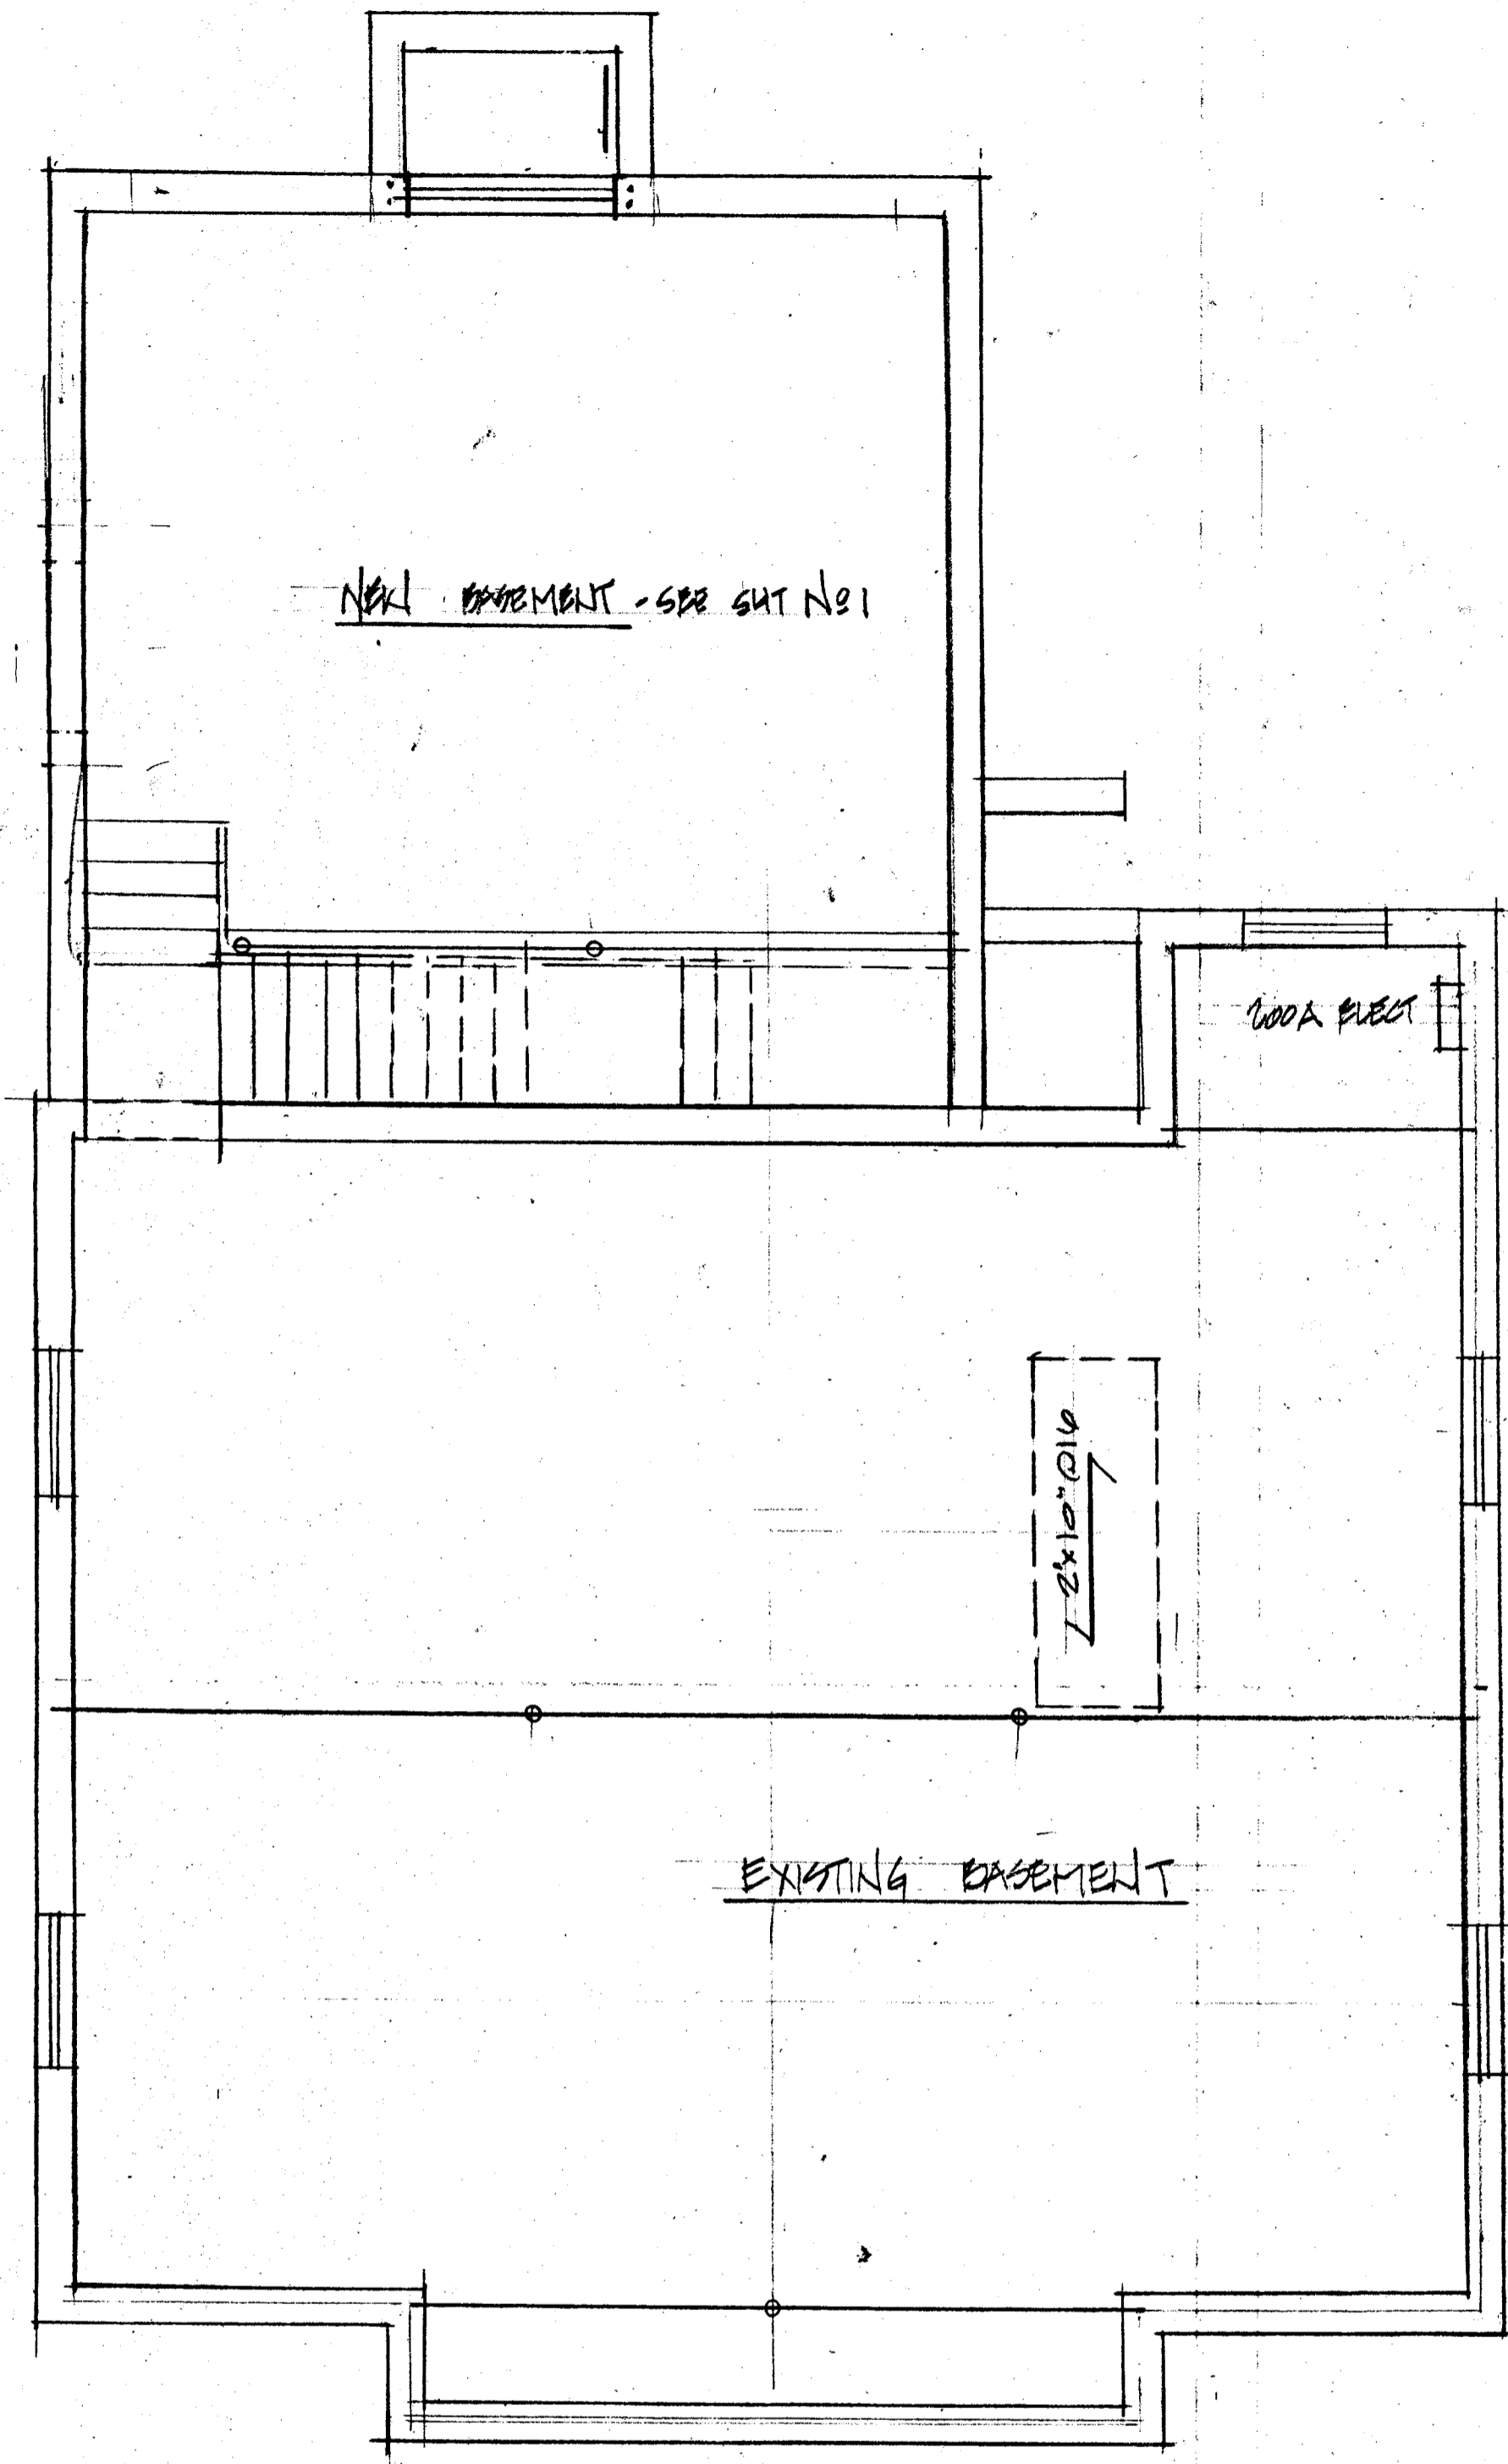 NEW BASEMENT - SEE SHT No 1
200A ELECT
2"x10"@16
EXISTING BASEMENT